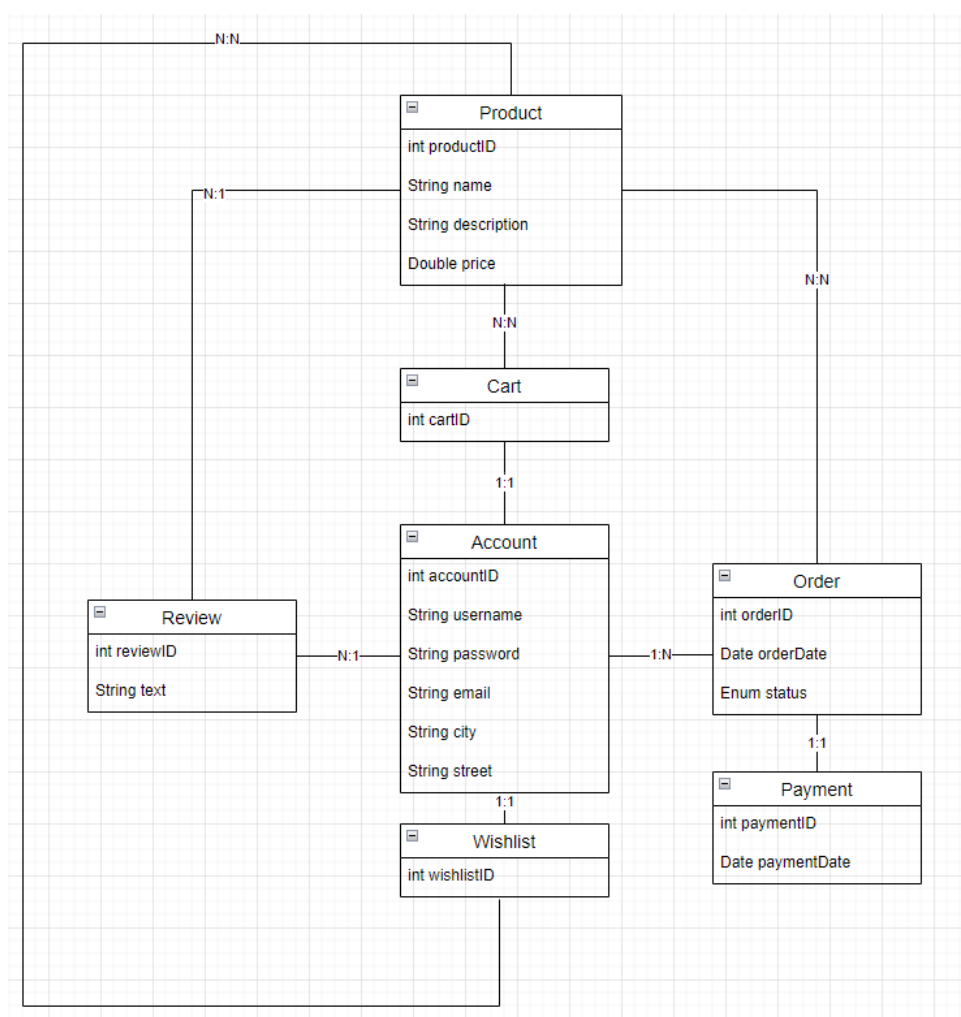 N:N
Product
int productID
String name
String description
Double price
N:1
N:N
N:N
Cart
int cartID
1:1
Account
int accountID
String username
String password
String email
String city
String street
Review
int reviewID
String text
N:1
1:N
Order
int orderID
Date orderDate
Enum status
1:1
Payment
int paymentID
Date paymentDate
1:1
Wishlist
int wishlistID